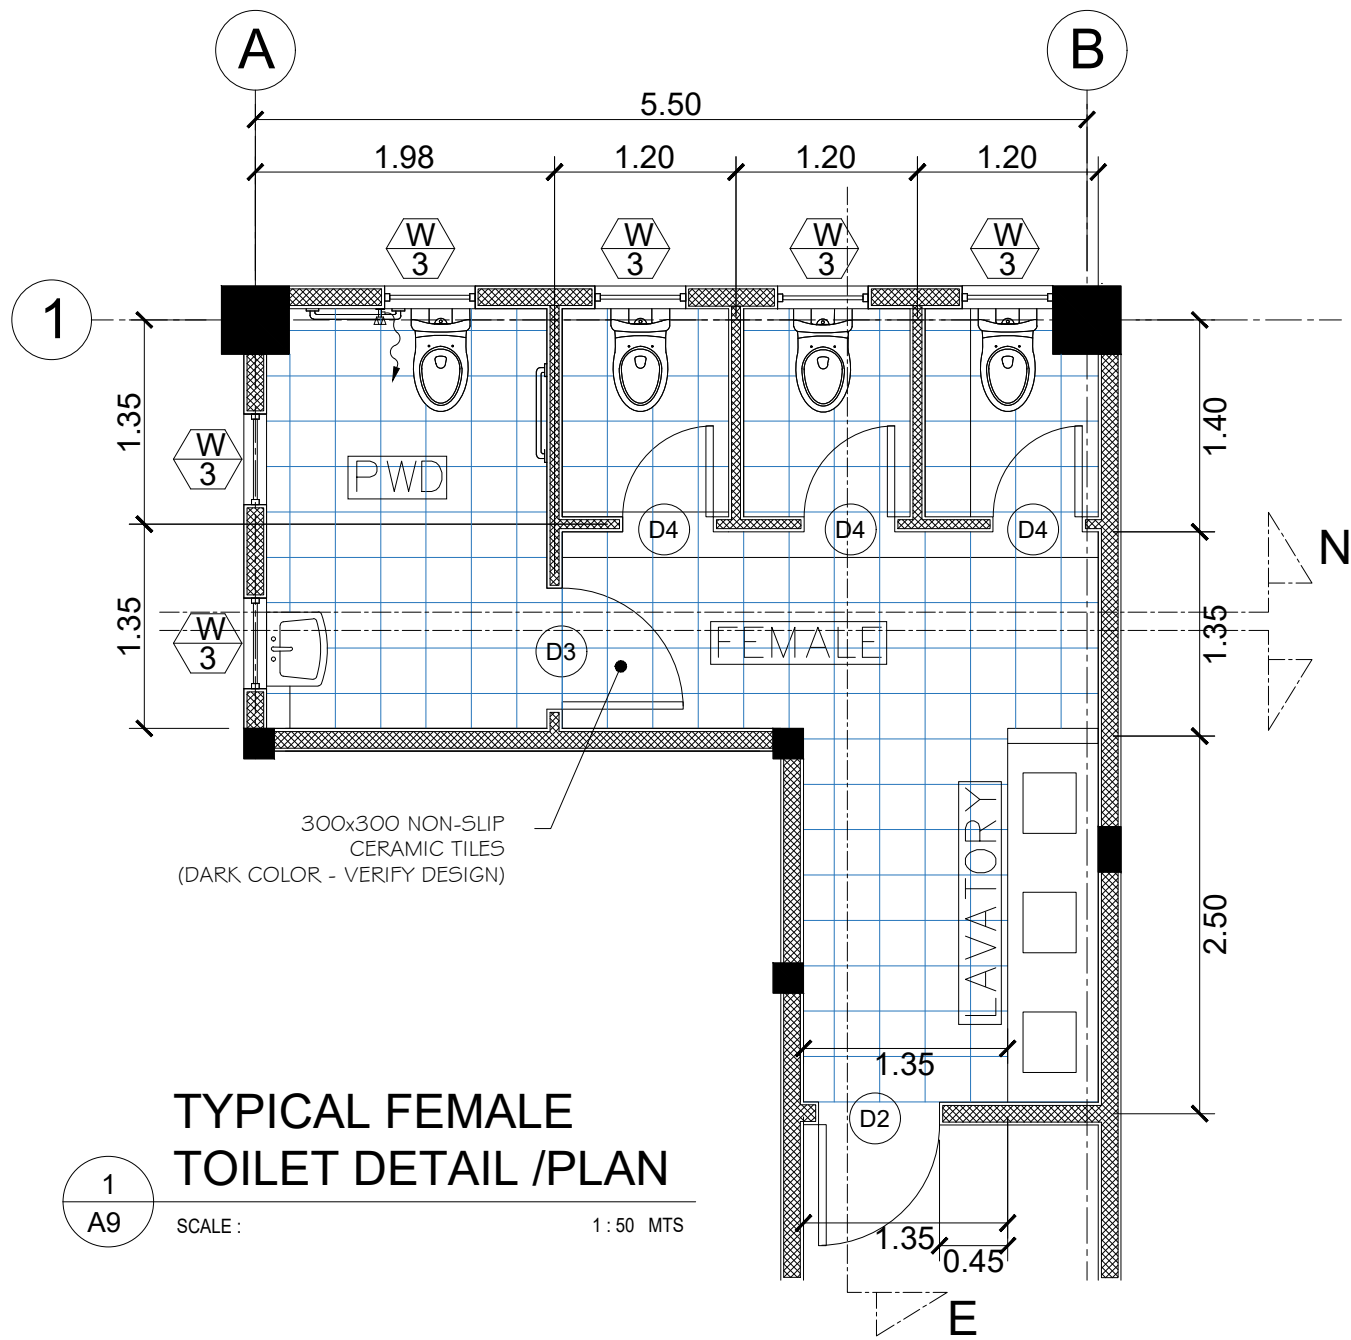 A
B
5.50
1.98
1.20
1.20
1.20
W
3
W
3
W
3
W
3
1
1.35
1.40
W
3
PWD
D4
D4
D4
N
1.35
1.35
W
3
D3
FEMALE
300x300 NON-SLIP
CERAMIC TILES
(DARK COLOR - VERIFY DESIGN)
LAVATORY
2.50
1.35
D2
TYPICAL FEMALE
TOILET DETAIL /PLAN
1
A9
SCALE :
1 : 50 MTS
1.35
0.45
E